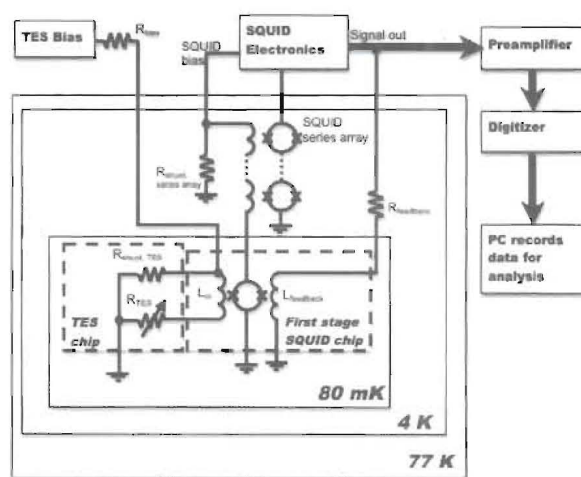 TES Bias
R_bias
SQUID
bias
SQUID
Electronics
Signal out
Preamplifier
Digitizer
PC records
data for
analysis
SQUID
series array
R_shunt,
series array
R_feedback
R_shunt, TES
R_TES
L_in
L_feedback
TES
chip
First stage
SQUID chip
80 mK
4 K
77 K